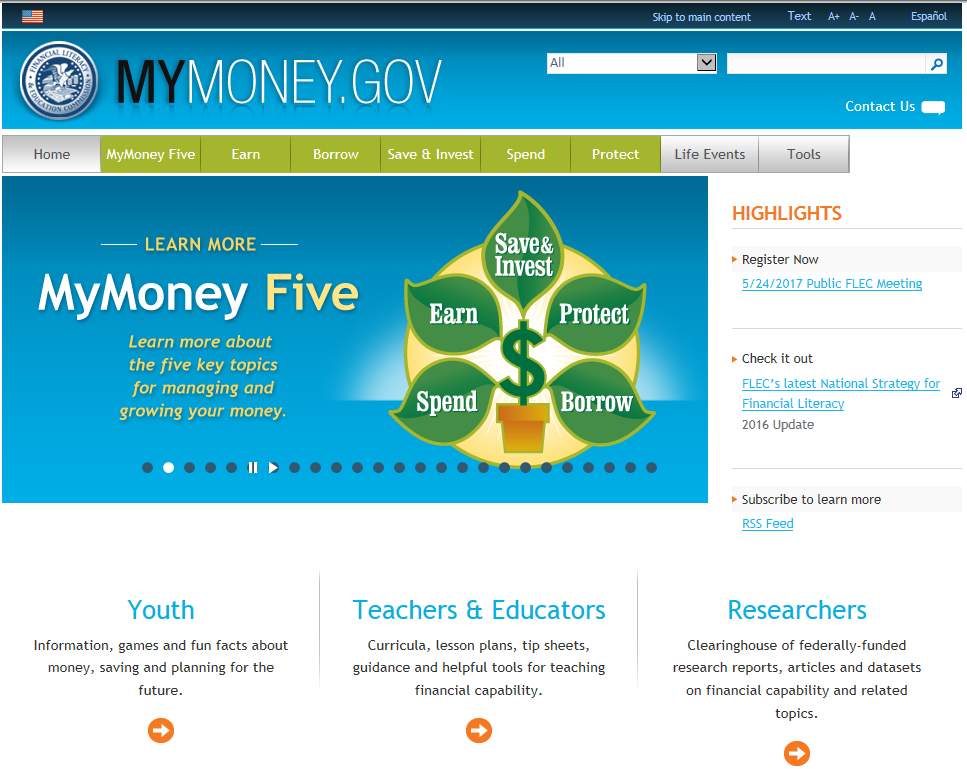 Skip to main content Text A+ A- A Español
FINANCIAL LITERACY & EDUCATION COMMISSION
MYMONEY.GOV
All
Contact Us
Home MyMoney Five Earn Borrow Save & Invest Spend Protect Life Events Tools
LEARN MORE
MyMoney Five
Learn more about
the five key topics
for managing and
growing your money.
Save &
Invest
Earn
Protect
$
Spend
Borrow
HIGHLIGHTS
Register Now
5/24/2017 Public FLEC Meeting
Check it out
FLEC's latest National Strategy for
Financial Literacy
2016 Update
Subscribe to learn more
RSS Feed
Youth
Information, games and fun facts about
money, saving and planning for the
future.
Teachers & Educators
Curricula, lesson plans, tip sheets,
guidance and helpful tools for teaching
financial capability.
Researchers
Clearinghouse of federally-funded
research reports, articles and datasets
on financial capability and related
topics.